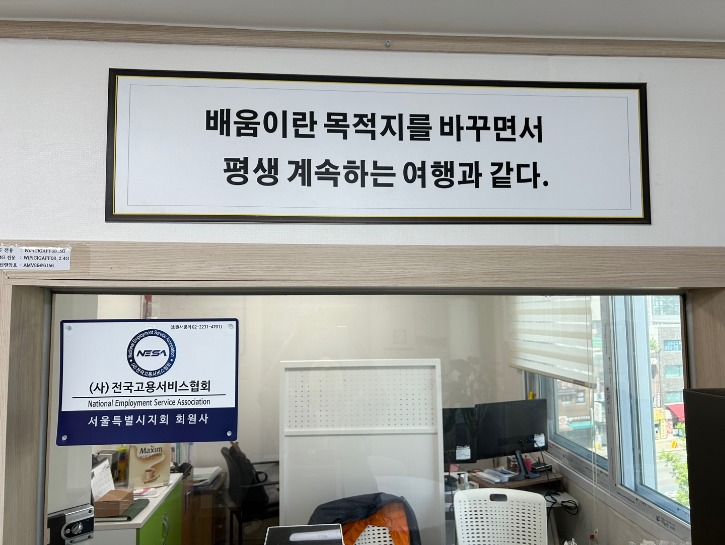 배움이란 목적지를 바꾸면서
평생 계속하는 여행과 같다.
NESA
(사)전국고용서비스협회
National Employment Service Association
서울특별시지회 회원사
Maxim